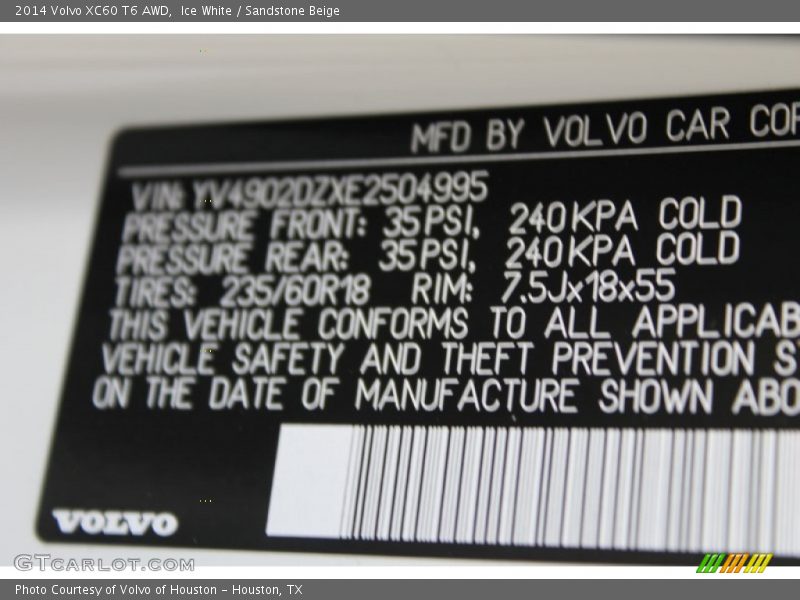 2014 Volvo XC60 T6 AWD, Ice White / Sandstone Beige
MFD BY VOLVO CAR COR
VIN: YV4902DZXE2504995
PRESSURE FRONT: 35PSI, 240KPA COLD
PRESSURE REAR: 35PSI, 240KPA COLD
TIRES: 235/60R18 RIM: 7.5Jx18x55
THIS VEHICLE CONFORMS TO ALL APPLICAB
VEHICLE SAFETY AND THEFT PREVENTION S
ON THE DATE OF MANUFACTURE SHOWN ABO
VOLVO
GTCARLOT.COM
Photo Courtesy of Volvo of Houston - Houston, TX